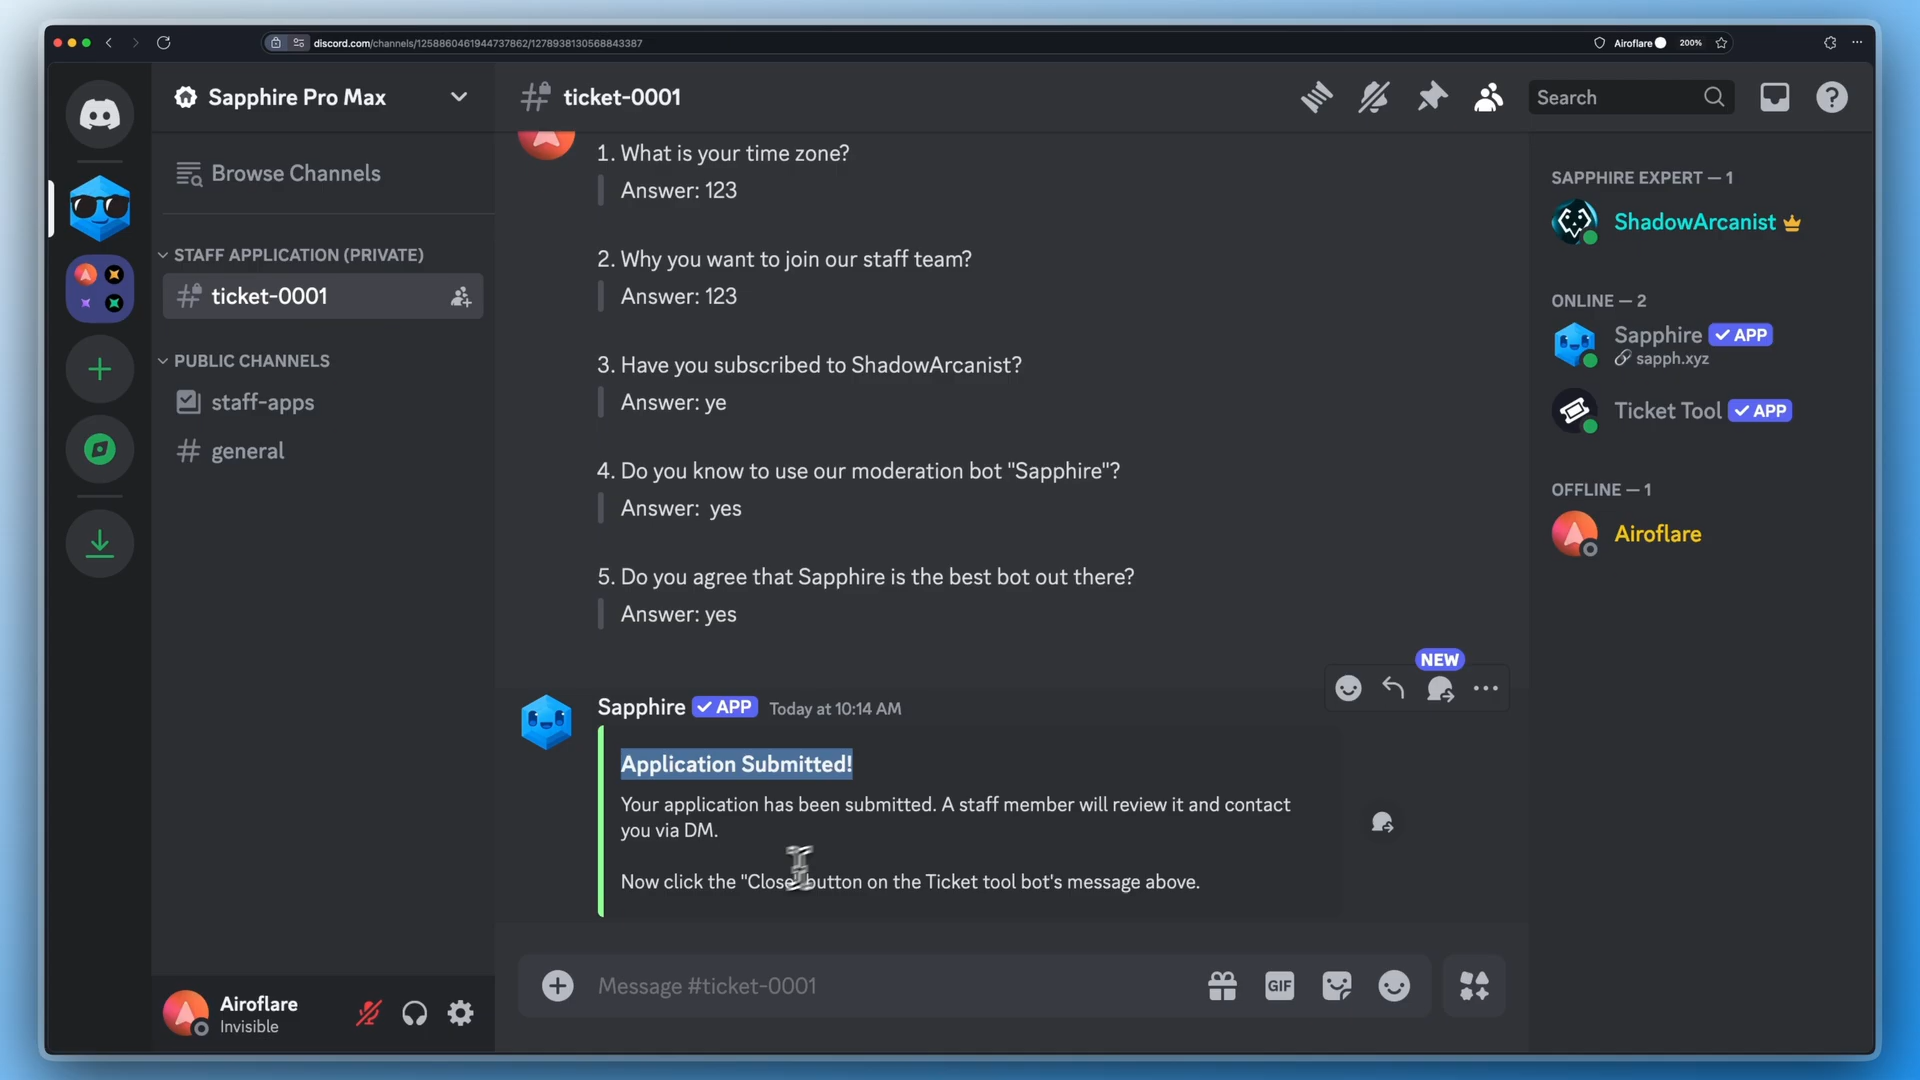 discord.com/channels/1258860461944737862/1278938130568843387
Airoflare
200%
Sapphire Pro Max
Browse Channels
STAFF APPLICATION (PRIVATE)
ticket-0001
PUBLIC CHANNELS
staff-apps
general
Airoflare
Invisible
ticket-0001
Search
1. What is your time zone?
Answer: 123
2. Why you want to join our staff team?
Answer: 123
3. Have you subscribed to ShadowArcanist?
Answer: ye
4. Do you know to use our moderation bot "Sapphire"?
Answer: yes
5. Do you agree that Sapphire is the best bot out there?
Answer: yes
NEW
Sapphire APP Today at 10:14 AM
Application Submitted!
Your application has been submitted. A staff member will review it and contact
you via DM.
Now click the "Close" button on the Ticket tool bot's message above.
Message #ticket-0001
GIF
SAPPHIRE EXPERT — 1
ShadowArcanist
ONLINE — 2
Sapphire APP
sapph.xyz
Ticket Tool APP
OFFLINE — 1
Airoflare